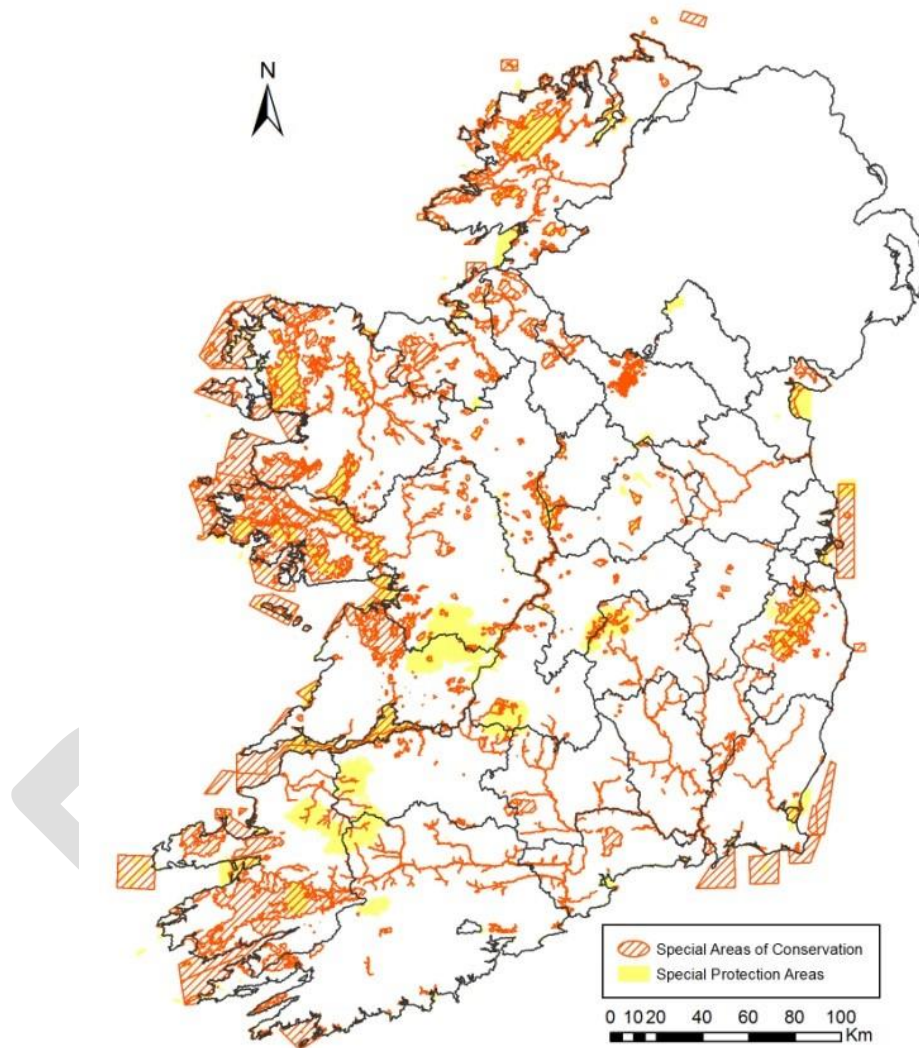 N
Special Areas of Conservation
Special Protection Areas
0 10 20 40 60 80 100
Km